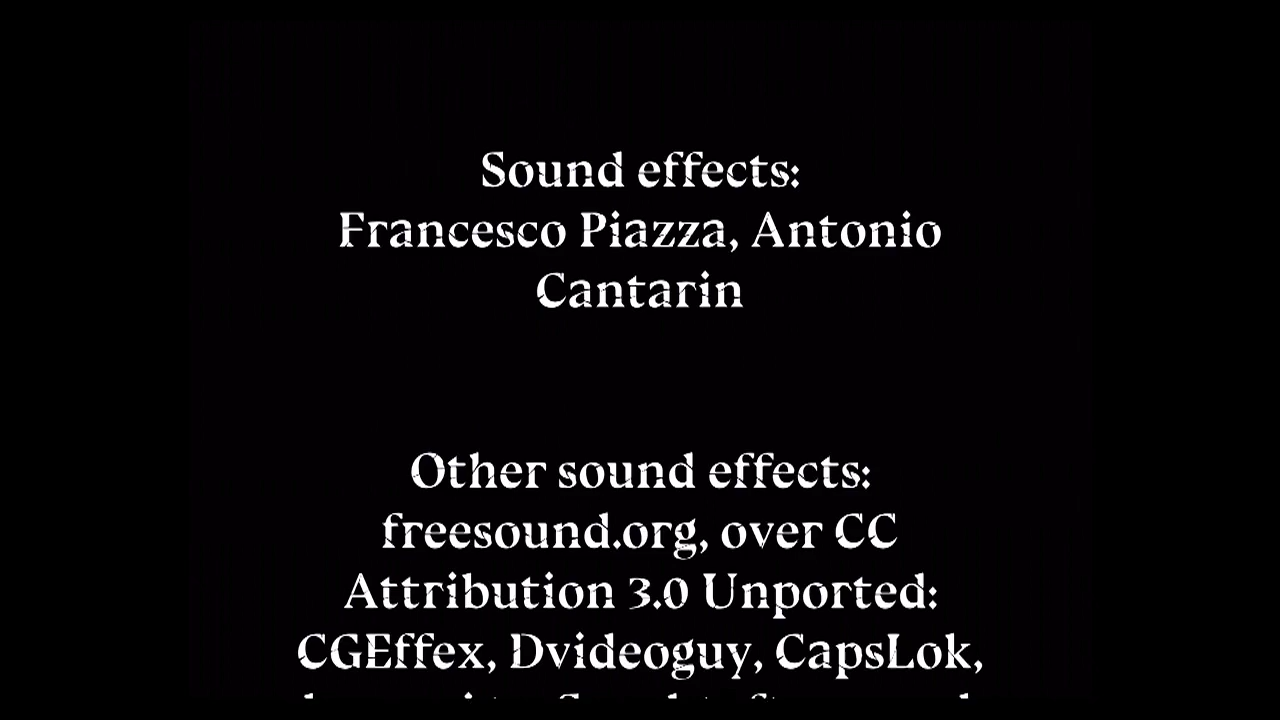 Sound effects:
Francesco Piazza, Antonio
Cantarin
Other sound effects:
freesound.org, over CC
Attribution 3.0 Unported:
CGEffex, Dvideoguy, CapsLok,